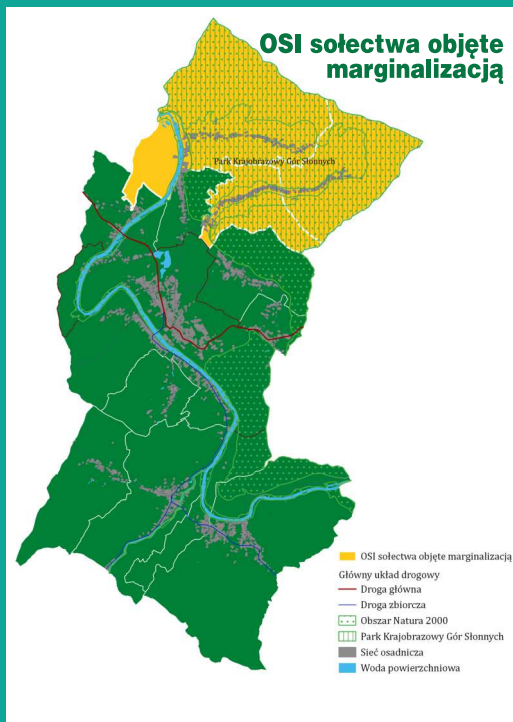 OSI sołectwa objęte
marginalizacją
Park Krajobrazowy Gór Słonnych
OSI sołectwa objęte marginalizacją
Główny układ drogowy
Droga główna
Droga zbiorcza
Obszar Natura 2000
Park Krajobrazowy Gór Słonnych
Sieć osadnicza
Woda powierzchniowa